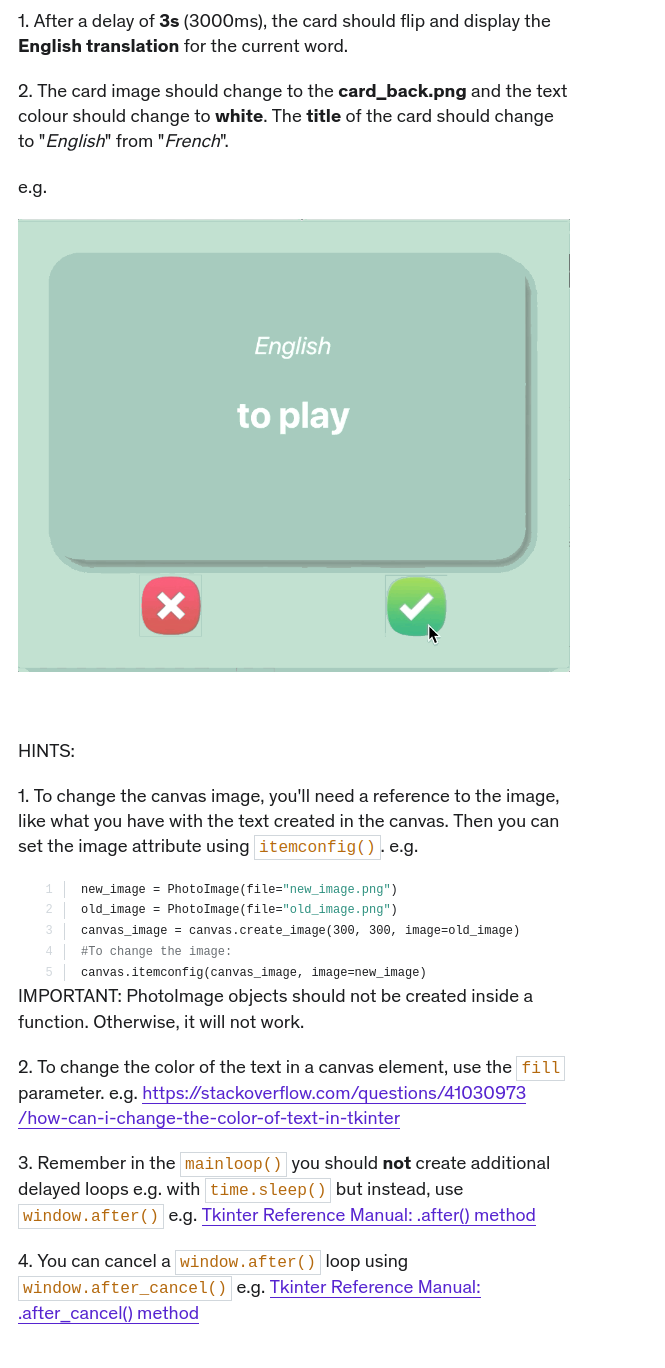 1. After a delay of 3s (3000ms), the card should flip and display the
English translation for the current word.
2. The card image should change to the card_back.png and the text
colour should change to white. The title of the card should change
to "English" from "French".
e.g.
English
to play
HINTS:
1. To change the canvas image, you'll need a reference to the image,
like what you have with the text created in the canvas. Then you can
set the image attribute using itemconfig(). e.g.
1 new_image = PhotoImage(file="new_image.png")
2 old_image = PhotoImage(file="old_image.png")
3 canvas_image = canvas.create_image(300, 300, image=old_image)
4 #To change the image:
5 canvas.itemconfig(canvas_image, image=new_image)
IMPORTANT: PhotoImage objects should not be created inside a
function. Otherwise, it will not work.
2. To change the color of the text in a canvas element, use the fill
parameter. e.g. https://stackoverflow.com/questions/41030973
/how-can-i-change-the-color-of-text-in-tkinter
3. Remember in the mainloop() you should not create additional
delayed loops e.g. with time.sleep() but instead, use
window.after() e.g. Tkinter Reference Manual: .after() method
4. You can cancel a window.after() loop using
window.after_cancel() e.g. Tkinter Reference Manual:
.after_cancel() method